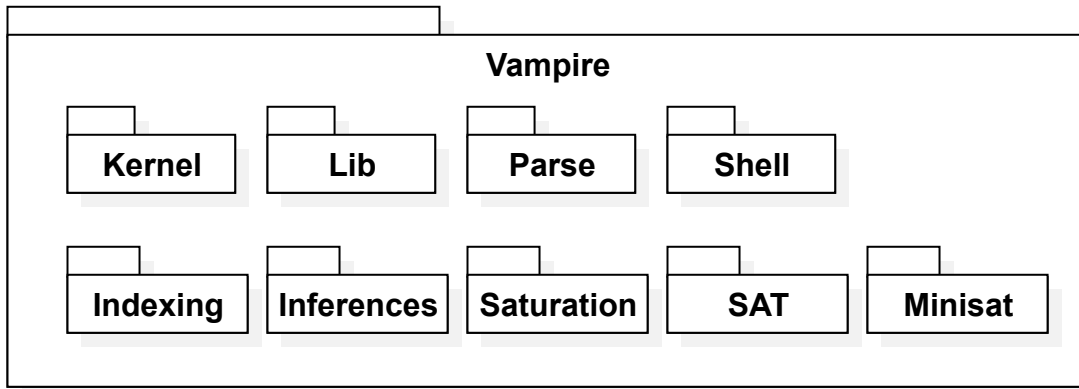 Vampire
Kernel Lib Parse Shell
Indexing Inferences Saturation SAT Minisat